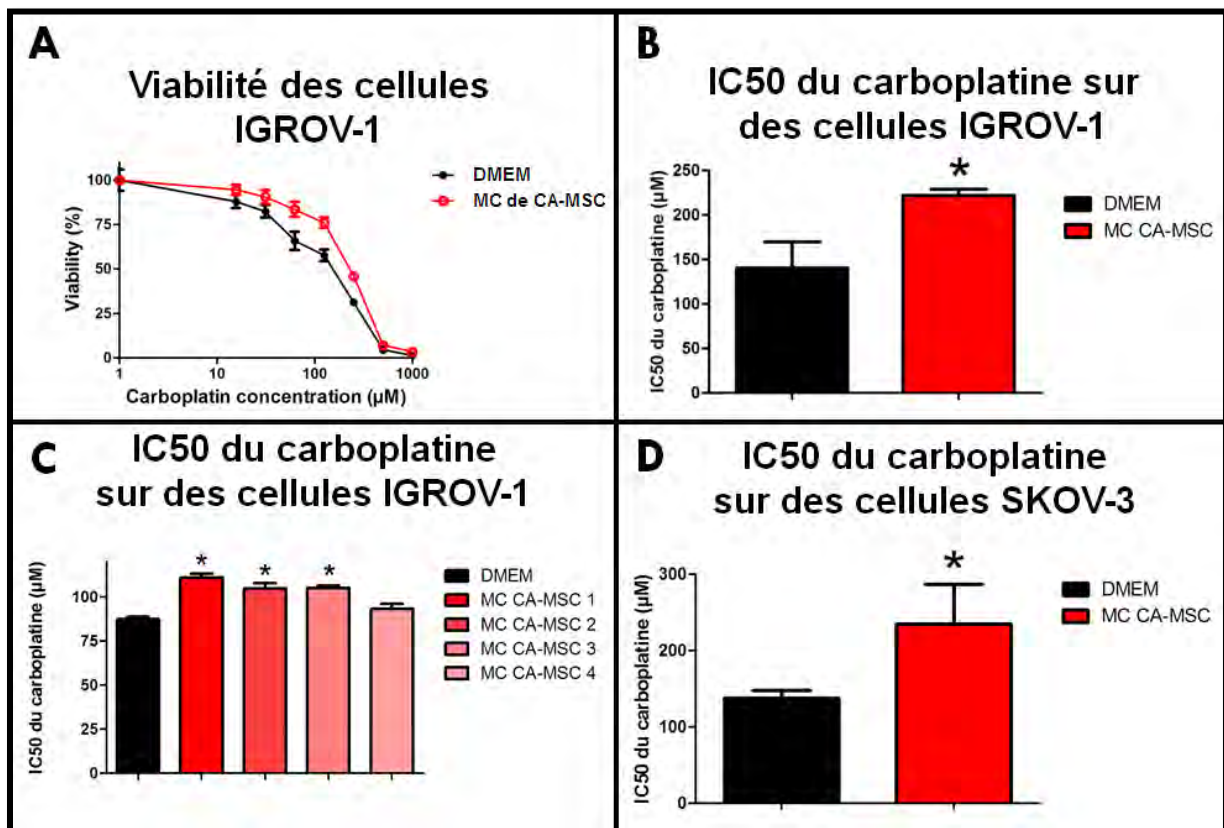 A
Viabilité des cellules
IGROV-1
DMEM
MC de CA-MSC
Viability (%)
100
75
50
25
0
1
10
100
1000
Carboplatin concentration (µM)
B
IC50 du carboplatine sur
des cellules IGROV-1
*
IC50 du carboplatine (µM)
250
200
150
100
50
0
DMEM
MC CA-MSC
C
IC50 du carboplatine
sur des cellules IGROV-1
* * *
IC50 du carboplatine (µM)
100
75
50
25
0
DMEM
MC CA-MSC 1
MC CA-MSC 2
MC CA-MSC 3
MC CA-MSC 4
D
IC50 du carboplatine
sur des cellules SKOV-3
*
IC50 du carboplatine (µM)
300
200
100
0
DMEM
MC CA-MSC